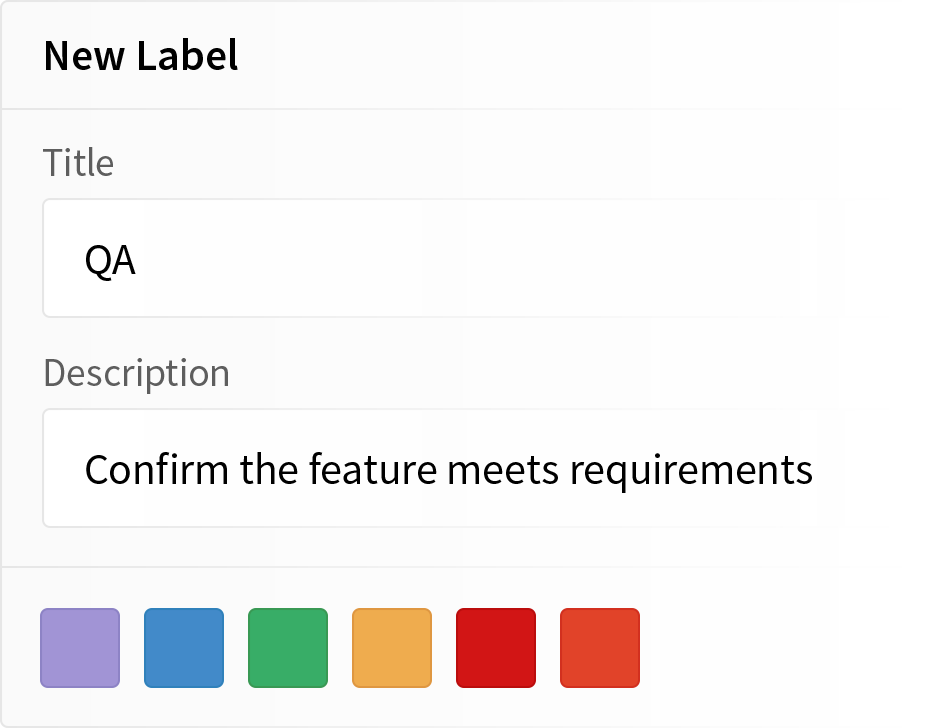 New Label
Title
QA
Description
Confirm the feature meets requirements